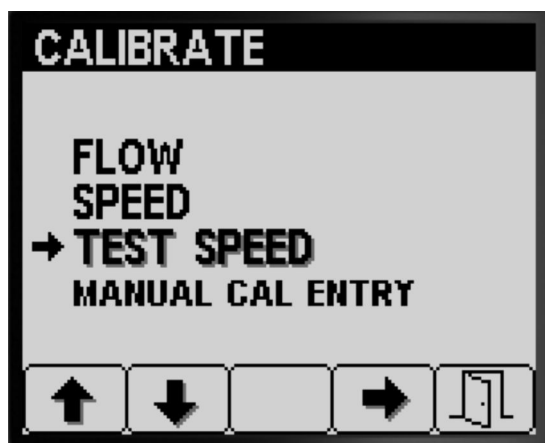 CALIBRATE
FLOW
SPEED
TEST SPEED
MANUAL CAL ENTRY